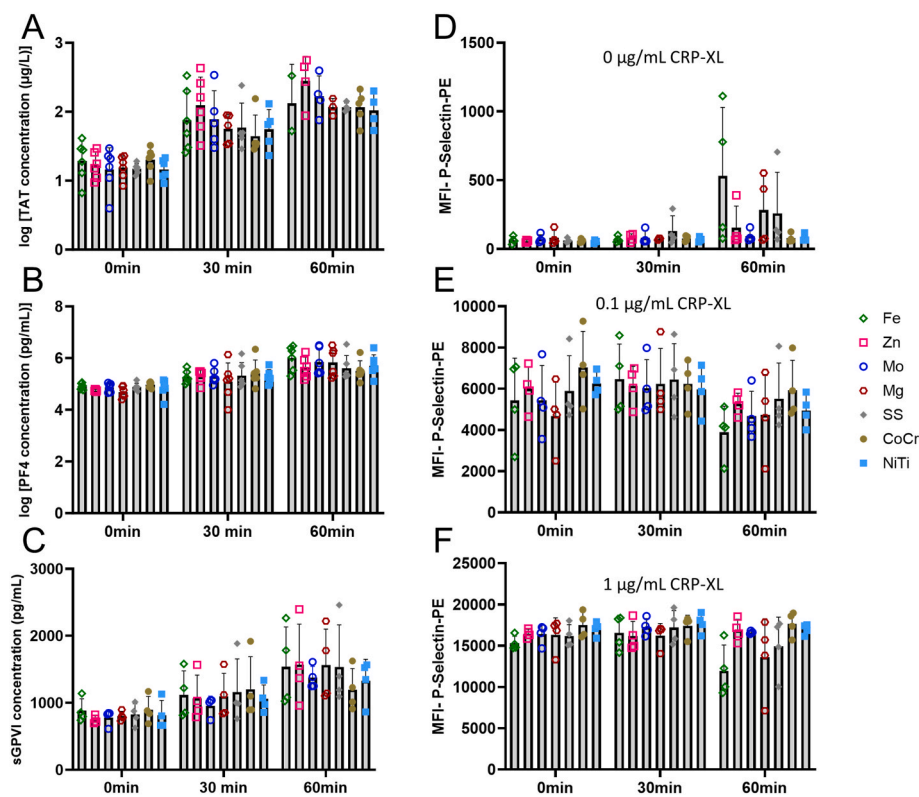 A
log [TAT concentration (µg/L)]
3
2
1
0
0min
30 min
60min
B
log [PF4 concentration (pg/mL)]
8
6
4
2
0
0min
30 min
60min
C
sGPVI concentration (pg/mL)
3000
2000
1000
0
0min
30 min
60min
D
0 µg/mL CRP-XL
MFI- P-Selectin-PE
1500
1000
500
0
0min
30min
60min
E
0.1 µg/mL CRP-XL
MFI- P-Selectin-PE
10000
8000
6000
4000
2000
0
0min
30min
60min
F
1 µg/mL CRP-XL
MFI- P-Selectin-PE
25000
20000
15000
10000
5000
0
0min
30min
60min
Fe
Zn
Mo
Mg
SS
CoCr
NiTi